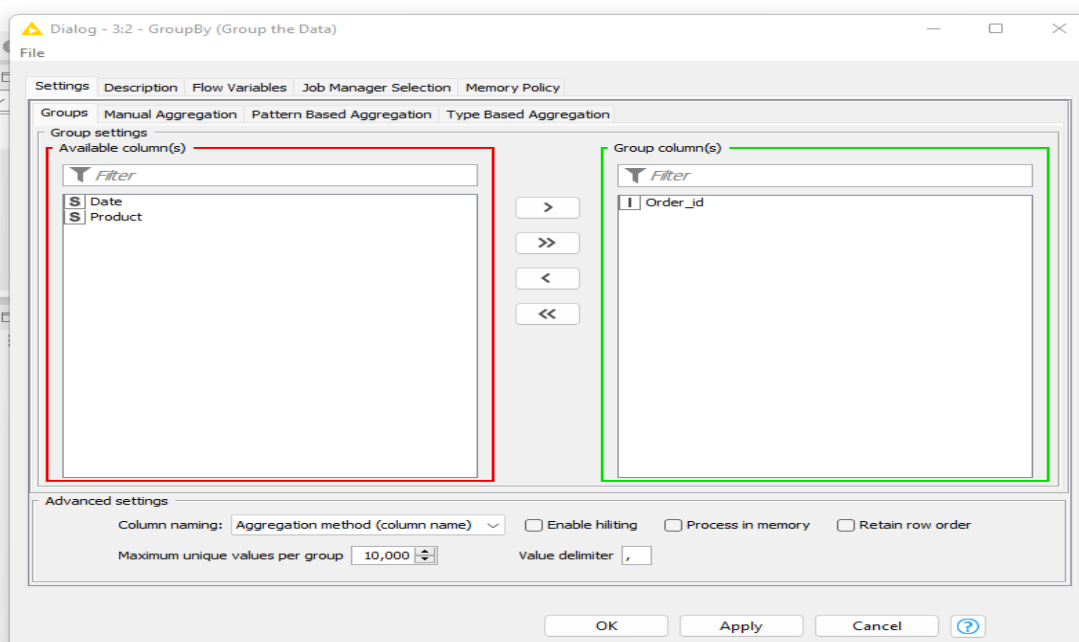 Dialog - 3:2 - GroupBy (Group the Data)
File
Settings Description Flow Variables Job Manager Selection Memory Policy
Groups Manual Aggregation Pattern Based Aggregation Type Based Aggregation
Group settings
Available column(s) Group column(s)
Filter Filter
S Date I Order_id
S Product
>
>>
<
<<
Advanced settings
Column naming: Aggregation method (column name) Enable hiliting Process in memory Retain row order
Maximum unique values per group 10,000 Value delimiter ,
OK Apply Cancel ?